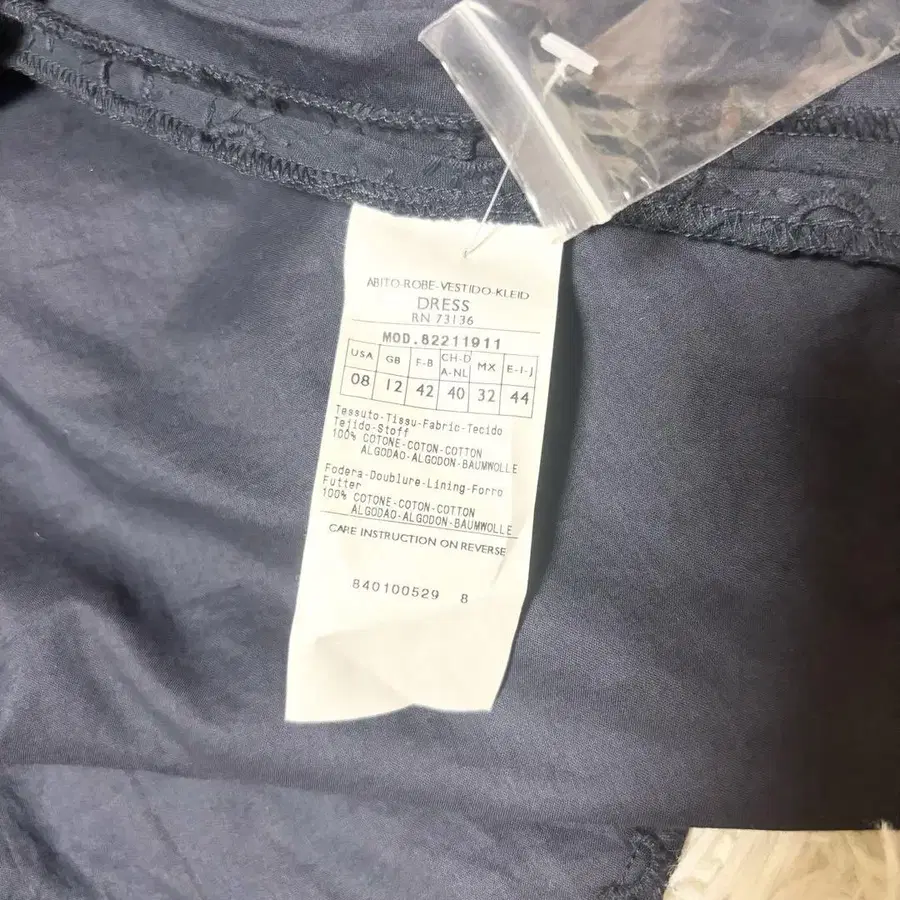 ABITO-ROBE-VESTIDO-KLEID
DRESS
RN 73136
MOD.82211911
USA GB F-B CH-D A-NL MX E-I-J
08 12 42 40 32 44
Tessuto-Tissu-Fabric-Tecido
Tejido-Stoff
100% COTONE-COTON-COTTON
ALGODAO-ALGODON-BAUMWOLLE
Fodera-Doublure-Lining-Forro
Futter
100% COTONE-COTON-COTTON
ALGODAO-ALGODON-BAUMWOLLE
CARE INSTRUCTION ON REVERSE
840100529 8